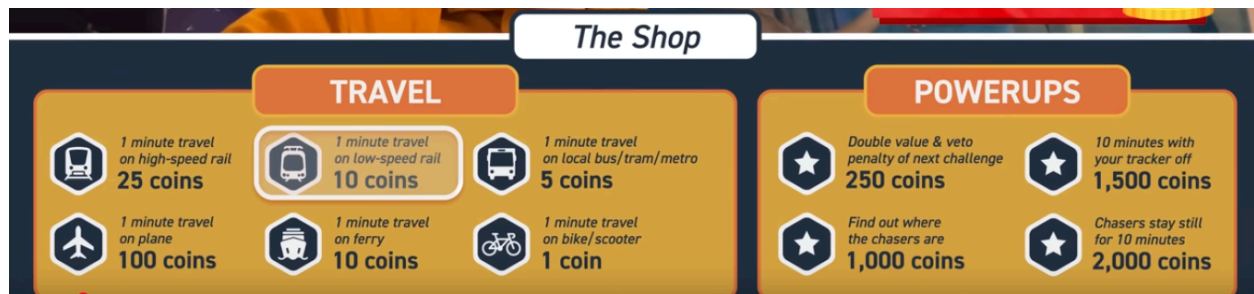 The Shop
TRAVEL
1 minute travel
on high-speed rail
25 coins
1 minute travel
on low-speed rail
10 coins
1 minute travel
on local bus/tram/metro
5 coins
1 minute travel
on plane
100 coins
1 minute travel
on ferry
10 coins
1 minute travel
on bike/scooter
1 coin
POWERUPS
Double value & veto
penalty of next challenge
250 coins
10 minutes with
your tracker off
1,500 coins
Find out where
the chasers are
1,000 coins
Chasers stay still
for 10 minutes
2,000 coins